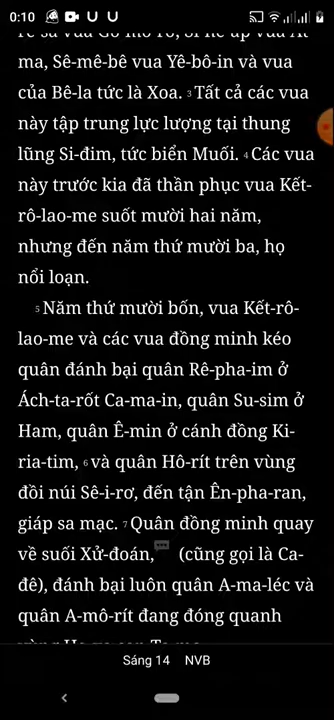 0:10
ma, Sê-mê-bê vua Yê-bô-in và vua
của Bê-la tức là Xoa. 3 Tất cả các vua
này tập trung lực lượng tại thung
lũng Si-đim, tức biển Muối. 4 Các vua
này trước kia đã thần phục vua Kết-
rô-lao-me suốt mười hai năm,
nhưng đến năm thứ mười ba, họ
nổi loạn.
5 Năm thứ mười bốn, vua Kết-rô-
lao-me và các vua đồng minh kéo
quân đánh bại quân Rê-pha-im ở
Ách-ta-rốt Ca-ma-in, quân Su-sim ở
Ham, quân Ê-min ở cánh đồng Ki-
ria-tim, 6 và quân Hô-rít trên vùng
đồi núi Sê-i-rơ, đến tận Ên-pha-ran,
giáp sa mạc. 7 Quân đồng minh quay
về suối Xử-đoán, (cũng gọi là Ca-
đê), đánh bại luôn quân A-ma-léc và
quân A-mô-rít đang đóng quanh
Sáng 14 NVB